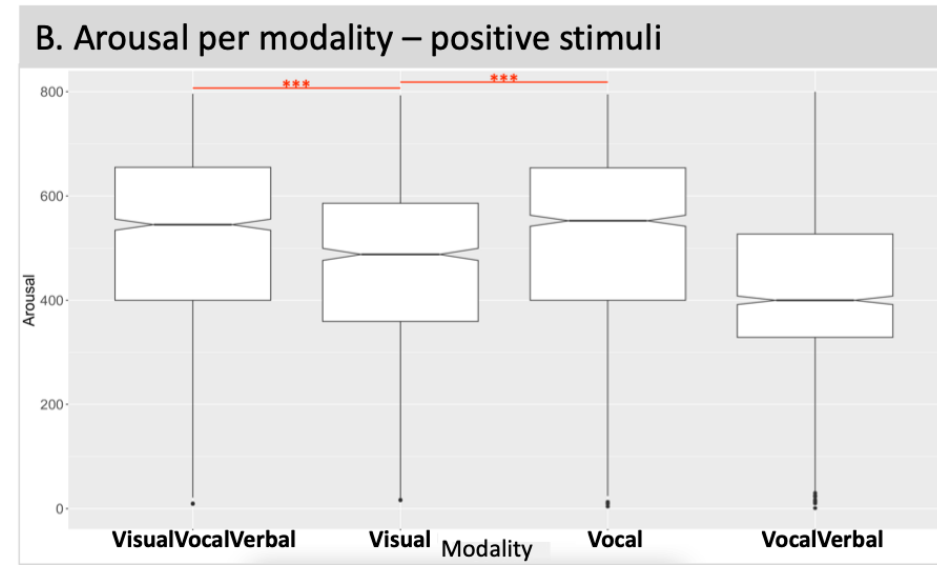 B. Arousal per modality – positive stimuli
*** ***
800
600
400
200
0
Arousal
VisualVocalVerbal Visual Vocal VocalVerbal
Modality